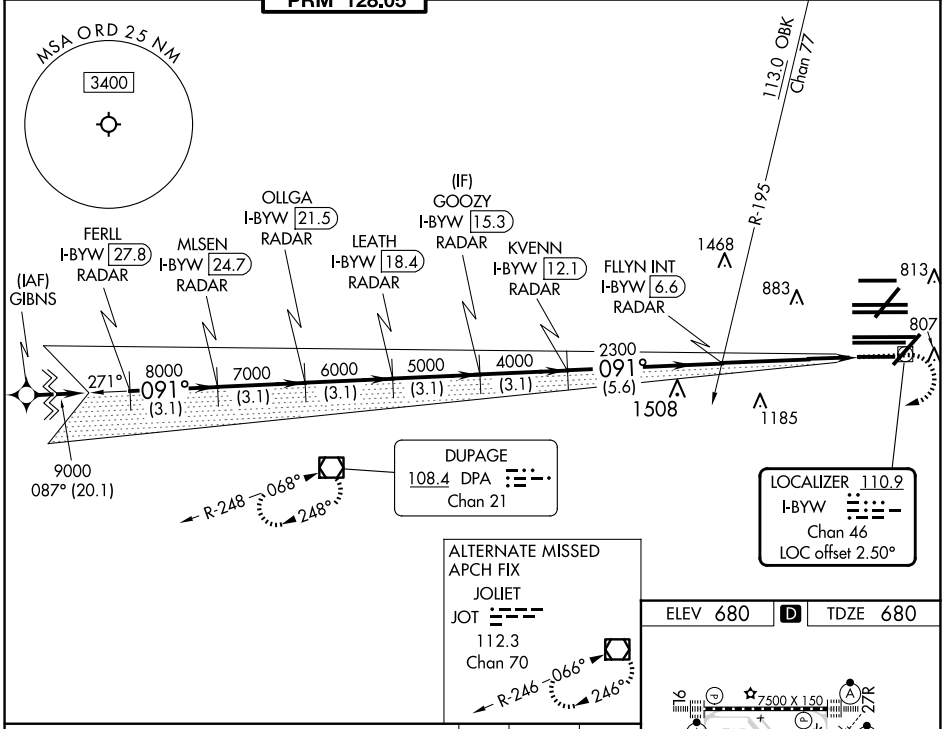 PRM 128.05
MSA ORD 25 NM
3400
113.0 OBK
Chan 77
R-195
(IAF)
GIBNS
FERLL
I-BYW 27.8
RADAR
MLSEN
I-BYW 24.7
RADAR
OLLGA
I-BYW 21.5
RADAR
LEATH
I-BYW 18.4
RADAR
(IF)
GOOZY
I-BYW 15.3
RADAR
KVENN
I-BYW 12.1
RADAR
FLLYN INT
I-BYW 6.6
RADAR
1468
883
813
807
271°
8000
091°
(3.1)
7000
(3.1)
6000
(3.1)
5000
(3.1)
4000
(3.1)
2300
091°
(5.6)
1508
1185
9000
087° (20.1)
R-248
068°
248°
DUPAGE
108.4 DPA
Chan 21
LOCALIZER 110.9
I-BYW
Chan 46
LOC offset 2.50°
ALTERNATE MISSED
APCH FIX
JOLIET
JOT
112.3
Chan 70
R-246
066°
246°
ELEV 680 D TDZE 680
9L
P
7500 X 150
A
27R
P